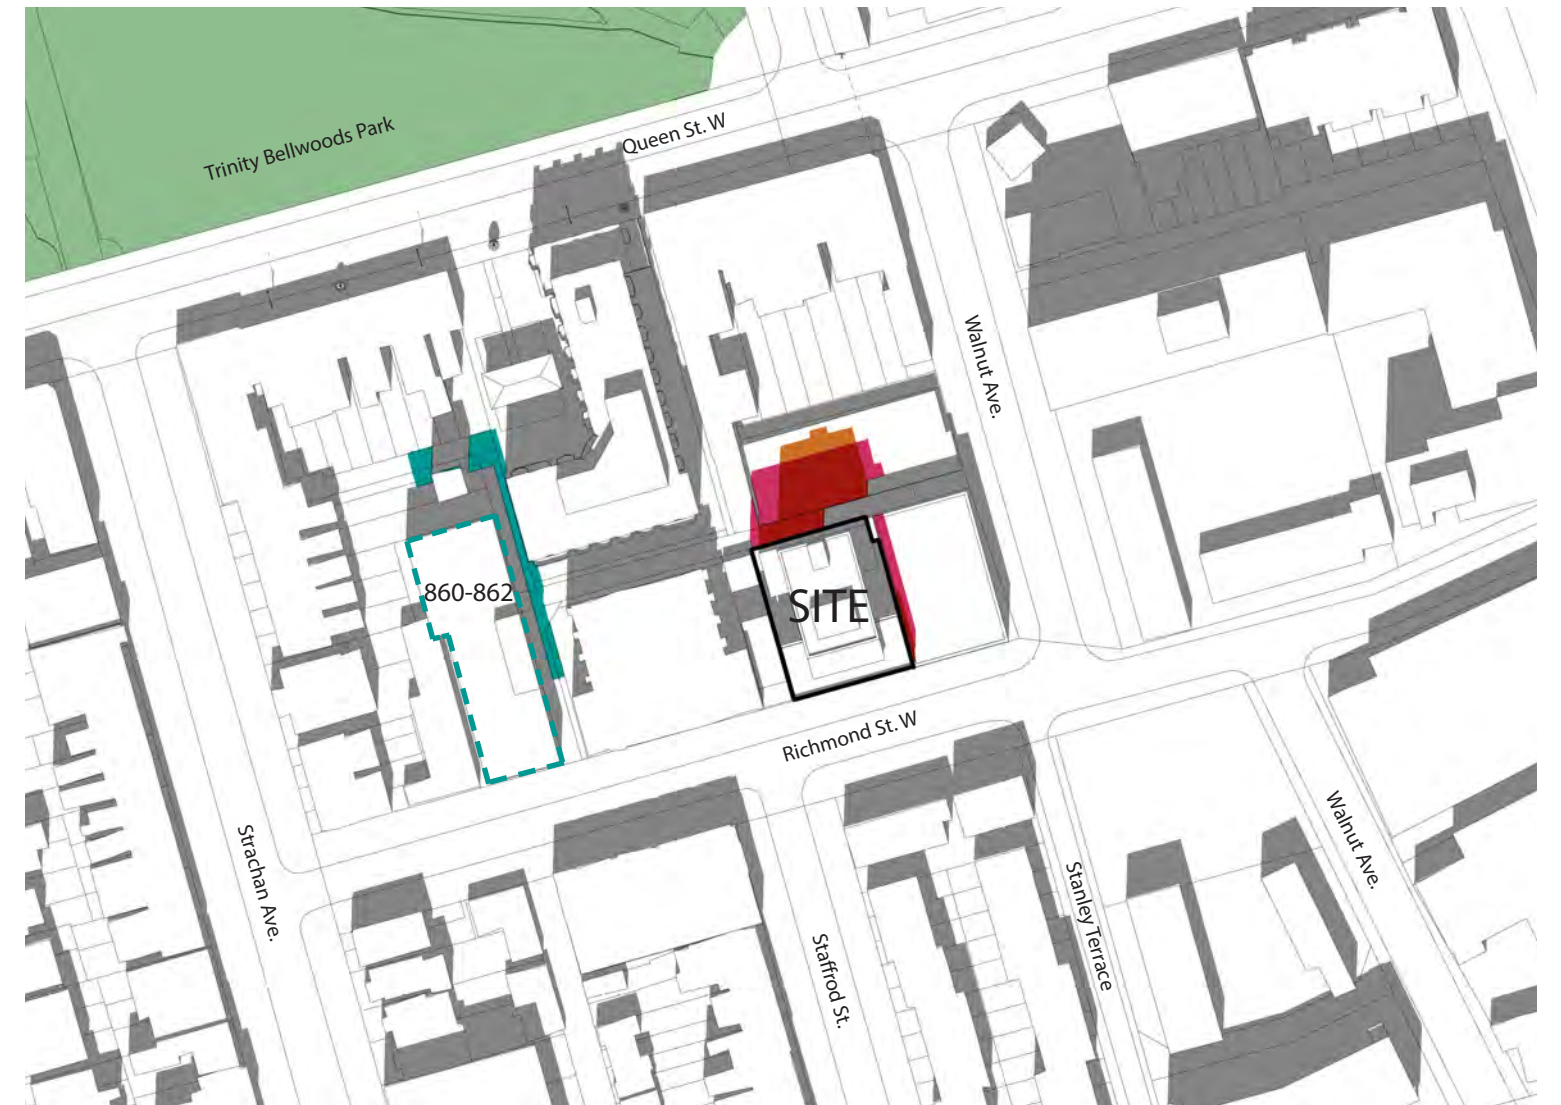 Trinity Bellwoods Park
Queen St. W
Walnut Ave.
860-862
SITE
Richmond St. W
Strachan Ave.
Staffrod St.
Stanley Terrace
Walnut Ave.